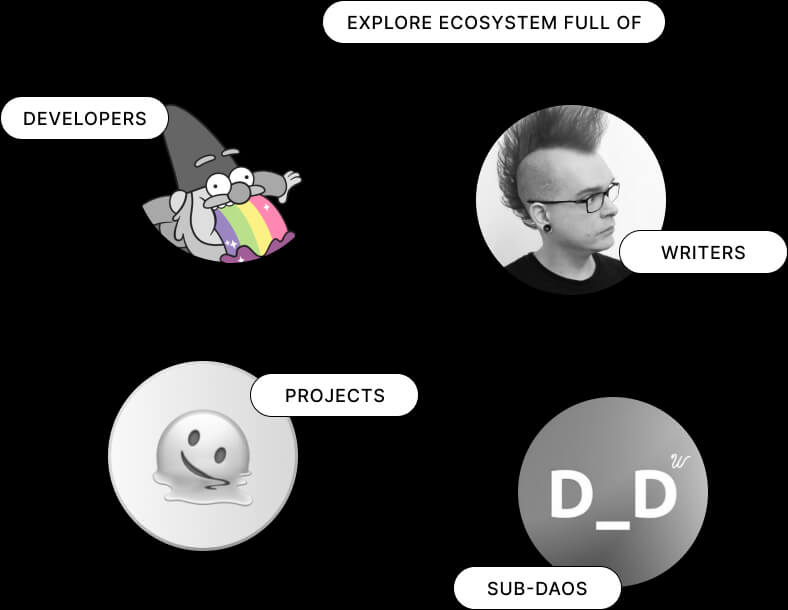 EXPLORE ECOSYSTEM FULL OF
DEVELOPERS
WRITERS
PROJECTS
W
D_D
SUB-DAOS